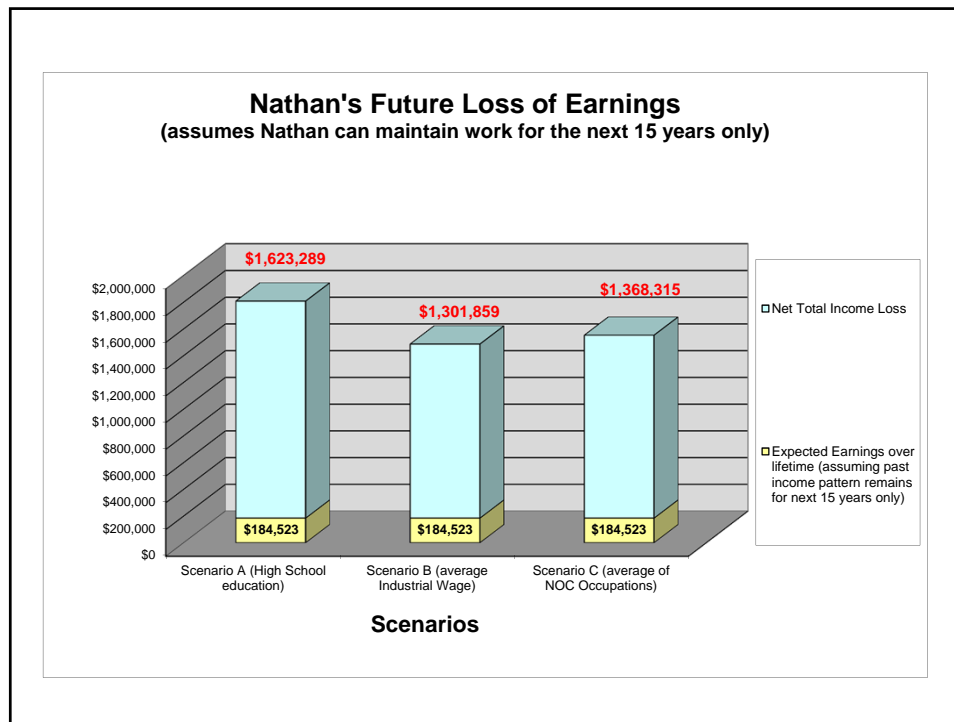 Nathan's Future Loss of Earnings
(assumes Nathan can maintain work for the next 15 years only)
$1,623,289
$1,301,859
$1,368,315
$2,000,000
$1,800,000
$1,600,000
$1,400,000
$1,200,000
$1,000,000
$800,000
$600,000
$400,000
$200,000
$0
$184,523
$184,523
$184,523
Scenario A (High School
education)
Scenario B (average
Industrial Wage)
Scenario C (average of
NOC Occupations)
Scenarios
Net Total Income Loss
Expected Earnings over
lifetime (assuming past
income pattern remains
for next 15 years only)